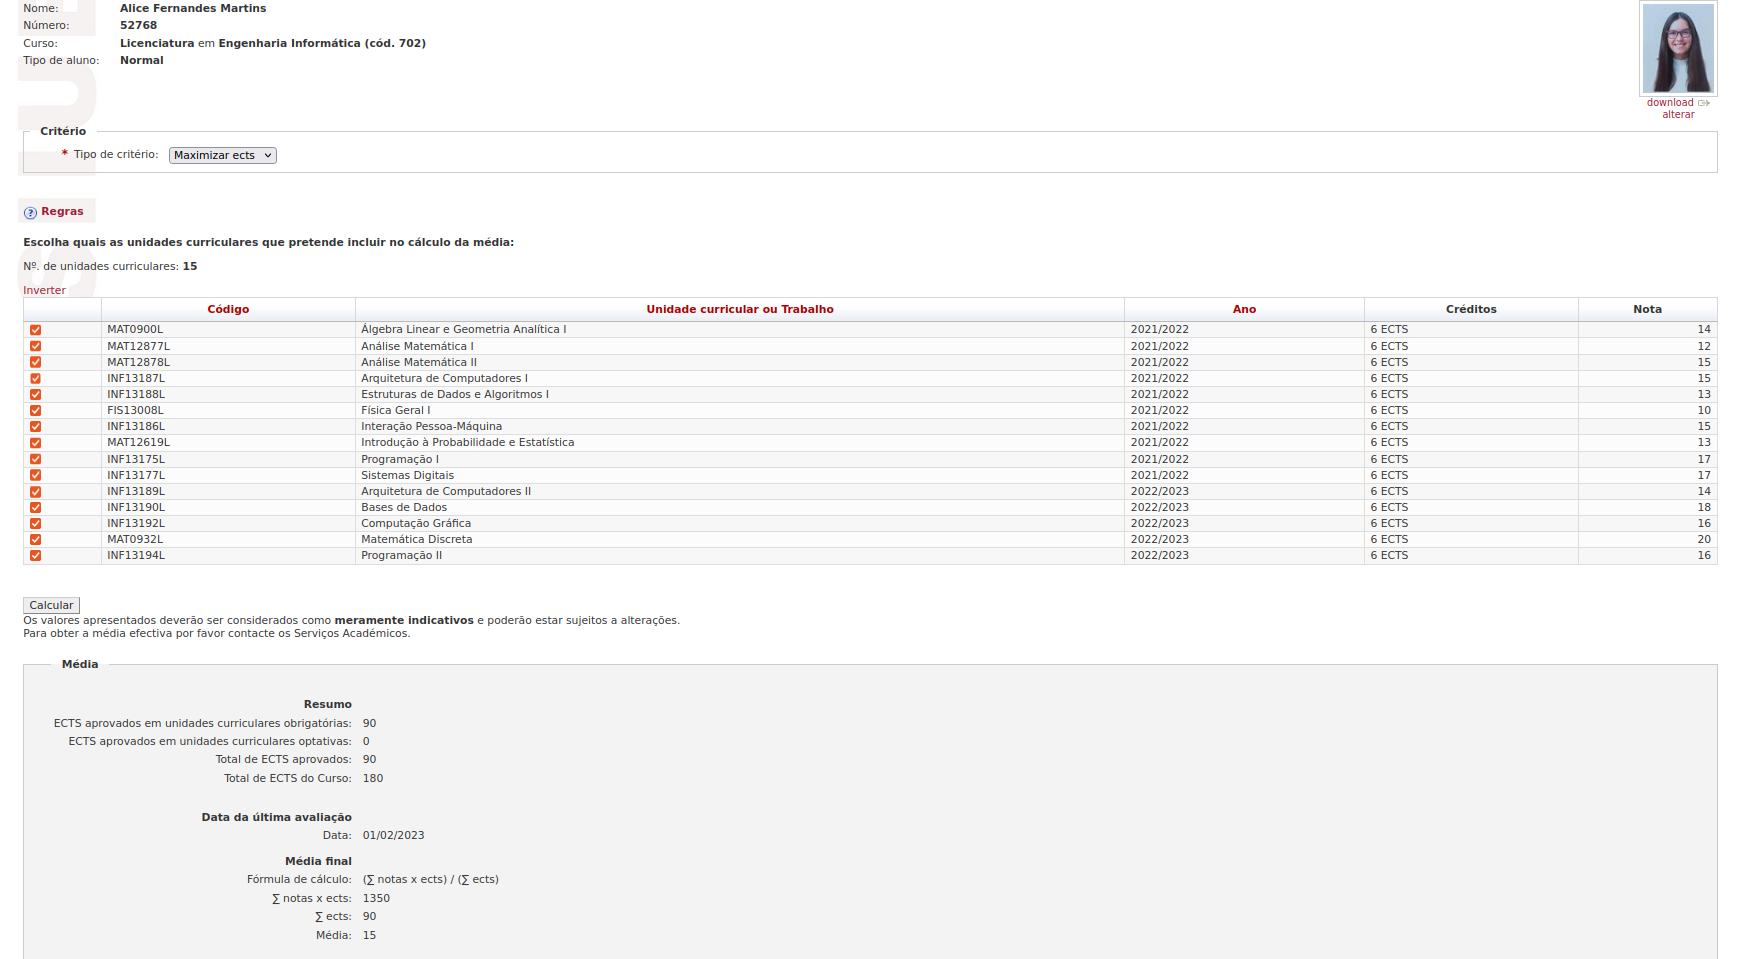 Nome: Alice Fernandes Martins
Número: 52768
Curso: Licenciatura em Engenharia Informática (cód. 702)
Tipo de aluno: Normal
download
alterar
Critério
* Tipo de critério: Maximizar ects
? Regras
Escolha quais as unidades curriculares que pretende incluir no cálculo da média:
Nº. de unidades curriculares: 15
Inverter
Código Unidade curricular ou Trabalho Ano Créditos Nota
MAT0900L Álgebra Linear e Geometria Analítica I 2021/2022 6 ECTS 14
MAT12877L Análise Matemática I 2021/2022 6 ECTS 12
MAT12878L Análise Matemática II 2021/2022 6 ECTS 15
INF13187L Arquitetura de Computadores I 2021/2022 6 ECTS 15
INF13188L Estruturas de Dados e Algoritmos I 2021/2022 6 ECTS 13
FIS13008L Física Geral I 2021/2022 6 ECTS 10
INF13186L Interação Pessoa-Máquina 2021/2022 6 ECTS 15
MAT12619L Introdução à Probabilidade e Estatística 2021/2022 6 ECTS 13
INF13175L Programação I 2021/2022 6 ECTS 17
INF13177L Sistemas Digitais 2021/2022 6 ECTS 17
INF13189L Arquitetura de Computadores II 2022/2023 6 ECTS 14
INF13190L Bases de Dados 2022/2023 6 ECTS 18
INF13192L Computação Gráfica 2022/2023 6 ECTS 16
MAT0932L Matemática Discreta 2022/2023 6 ECTS 20
INF13194L Programação II 2022/2023 6 ECTS 16
Calcular
Os valores apresentados deverão ser considerados como meramente indicativos e poderão estar sujeitos a alterações.
Para obter a média efectiva por favor contacte os Serviços Académicos.
Média
Resumo
ECTS aprovados em unidades curriculares obrigatórias: 90
ECTS aprovados em unidades curriculares optativas: 0
Total de ECTS aprovados: 90
Total de ECTS do Curso: 180
Data da última avaliação
Data: 01/02/2023
Média final
Fórmula de cálculo: (∑ notas x ects) / (∑ ects)
∑ notas x ects: 1350
∑ ects: 90
Média: 15